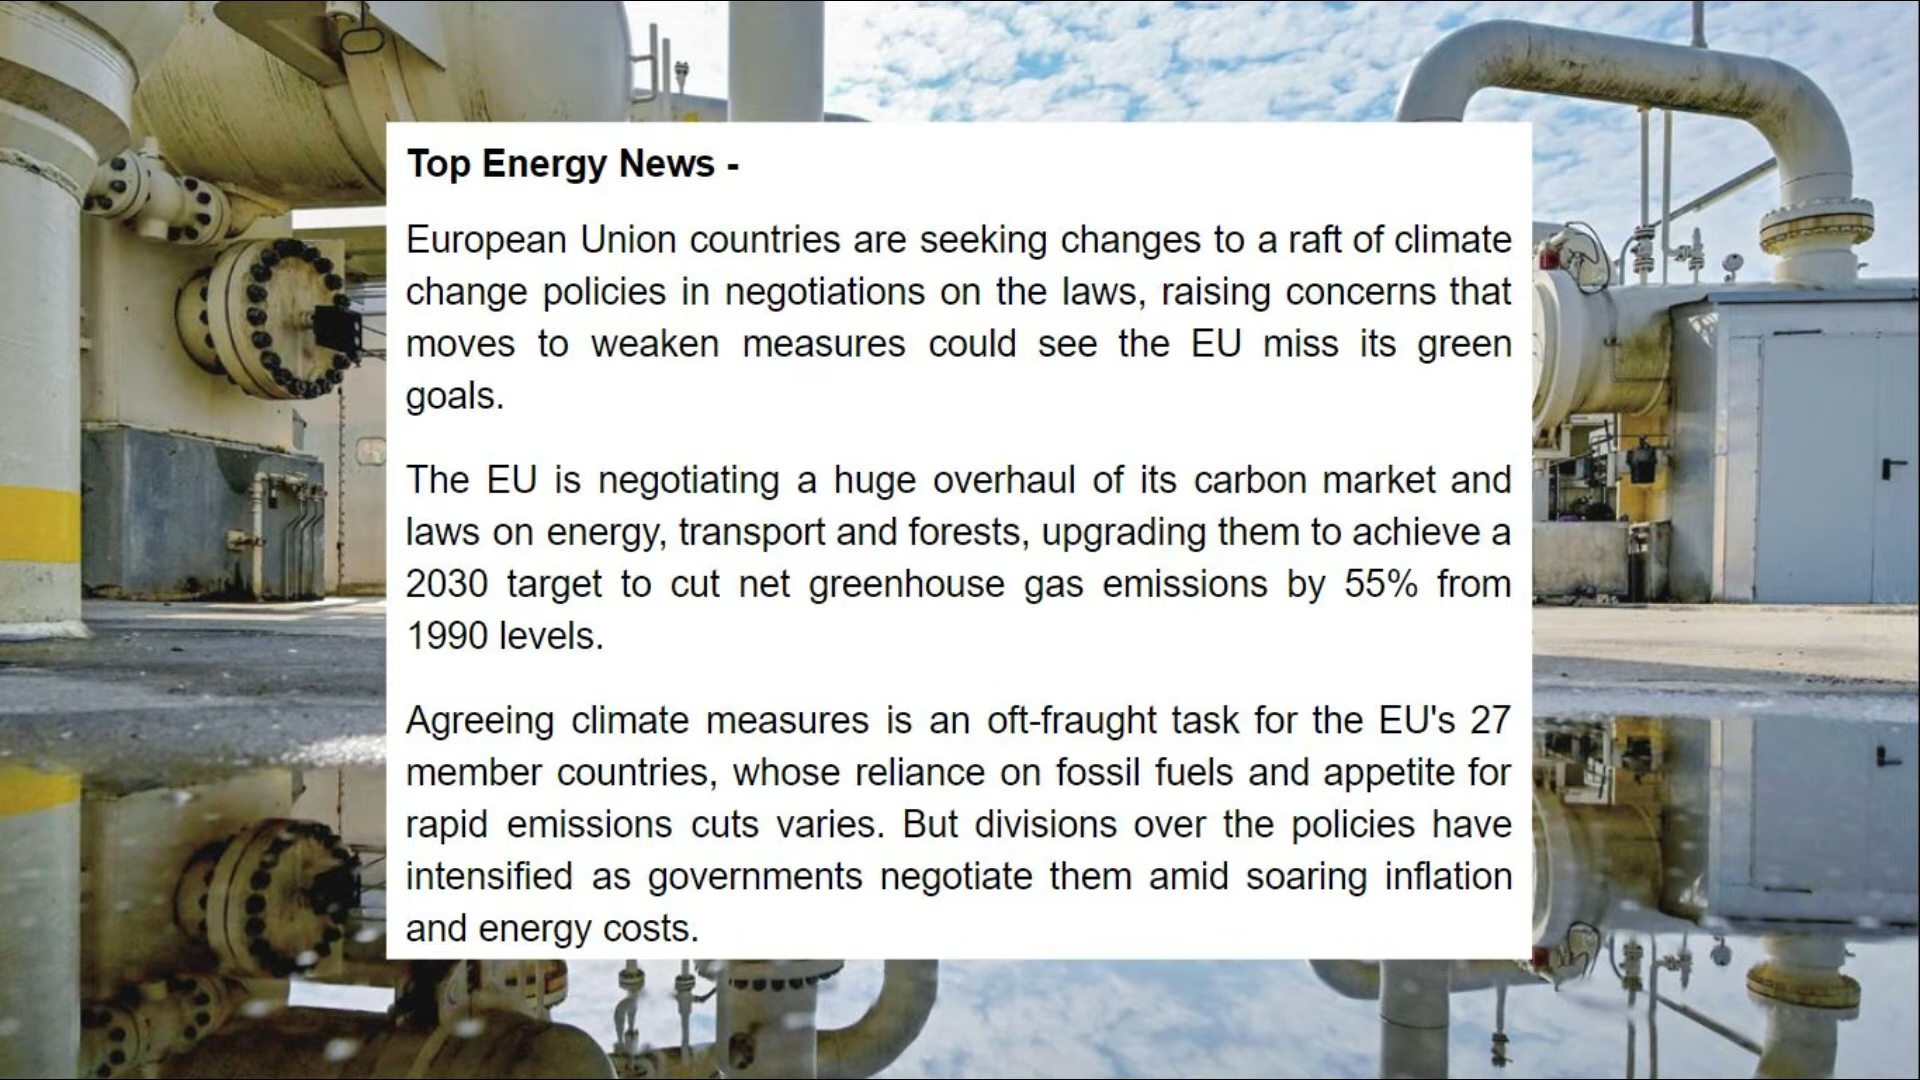 Top Energy News -
European Union countries are seeking changes to a raft of climate
change policies in negotiations on the laws, raising concerns that
moves to weaken measures could see the EU miss its green
goals.
The EU is negotiating a huge overhaul of its carbon market and
laws on energy, transport and forests, upgrading them to achieve a
2030 target to cut net greenhouse gas emissions by 55% from
1990 levels.
Agreeing climate measures is an oft-fraught task for the EU's 27
member countries, whose reliance on fossil fuels and appetite for
rapid emissions cuts varies. But divisions over the policies have
intensified as governments negotiate them amid soaring inflation
and energy costs.